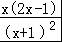 x(2x-1)
(x+1)²